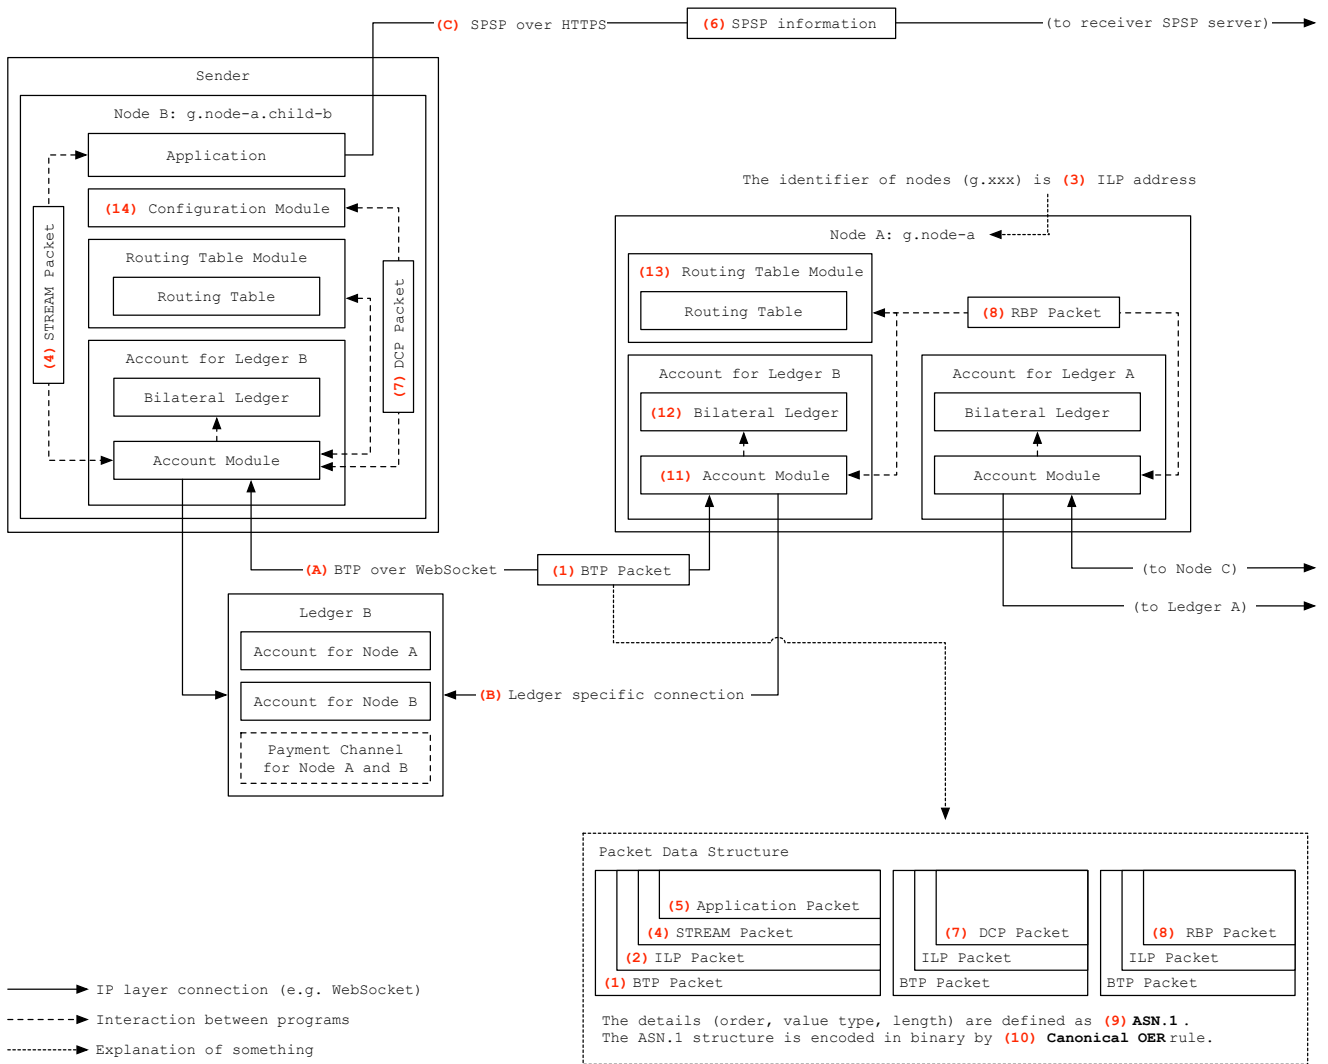 (C) SPSP over HTTPS
(6) SPSP information
(to receiver SPSP server)
Sender
Node B: g.node-a.child-b
Application
(14) Configuration Module
(4) STREAM Packet
Routing Table Module
Routing Table
(7) DCP Packet
Account for Ledger B
Bilateral Ledger
Account Module
The identifier of nodes (g.xxx) is (3) ILP address
Node A: g.node-a
(13) Routing Table Module
Routing Table
(8) RBP Packet
Account for Ledger B
(12) Bilateral Ledger
(11) Account Module
Account for Ledger A
Bilateral Ledger
Account Module
(A) BTP over WebSocket
(1) BTP Packet
(to Node C)
(to Ledger A)
Ledger B
Account for Node A
Account for Node B
Payment Channel
for Node A and B
(B) Ledger specific connection
Packet Data Structure
(5) Application Packet
(4) STREAM Packet
(2) ILP Packet
(1) BTP Packet
(7) DCP Packet
ILP Packet
BTP Packet
(8) RBP Packet
ILP Packet
BTP Packet
The details (order, value type, length) are defined as (9) ASN.1 .
The ASN.1 structure is encoded in binary by (10) Canonical OER rule.
IP layer connection (e.g. WebSocket)
Interaction between programs
Explanation of something